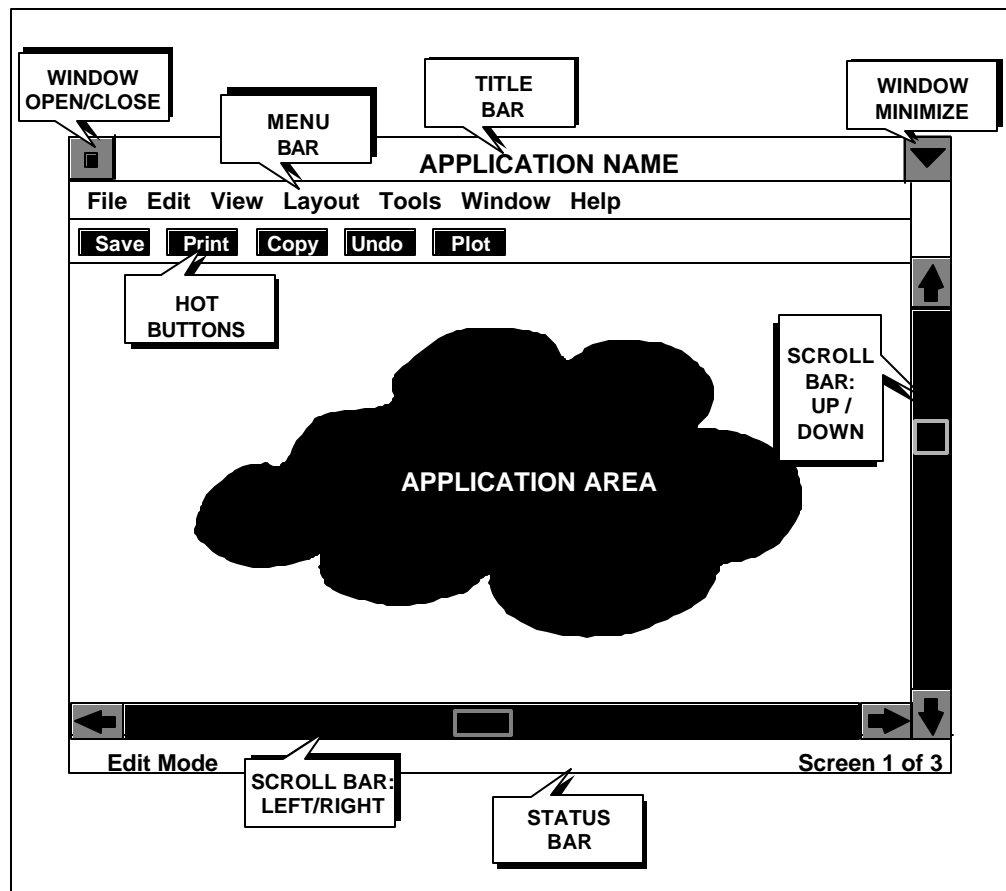 WINDOW
OPEN/CLOSE
MENU
BAR
TITLE
BAR
WINDOW
MINIMIZE
APPLICATION NAME
File Edit View Layout Tools Window Help
Save Print Copy Undo Plot
HOT
BUTTONS
SCROLL
BAR:
UP /
DOWN
APPLICATION AREA
Edit Mode
Screen 1 of 3
SCROLL BAR:
LEFT/RIGHT
STATUS
BAR